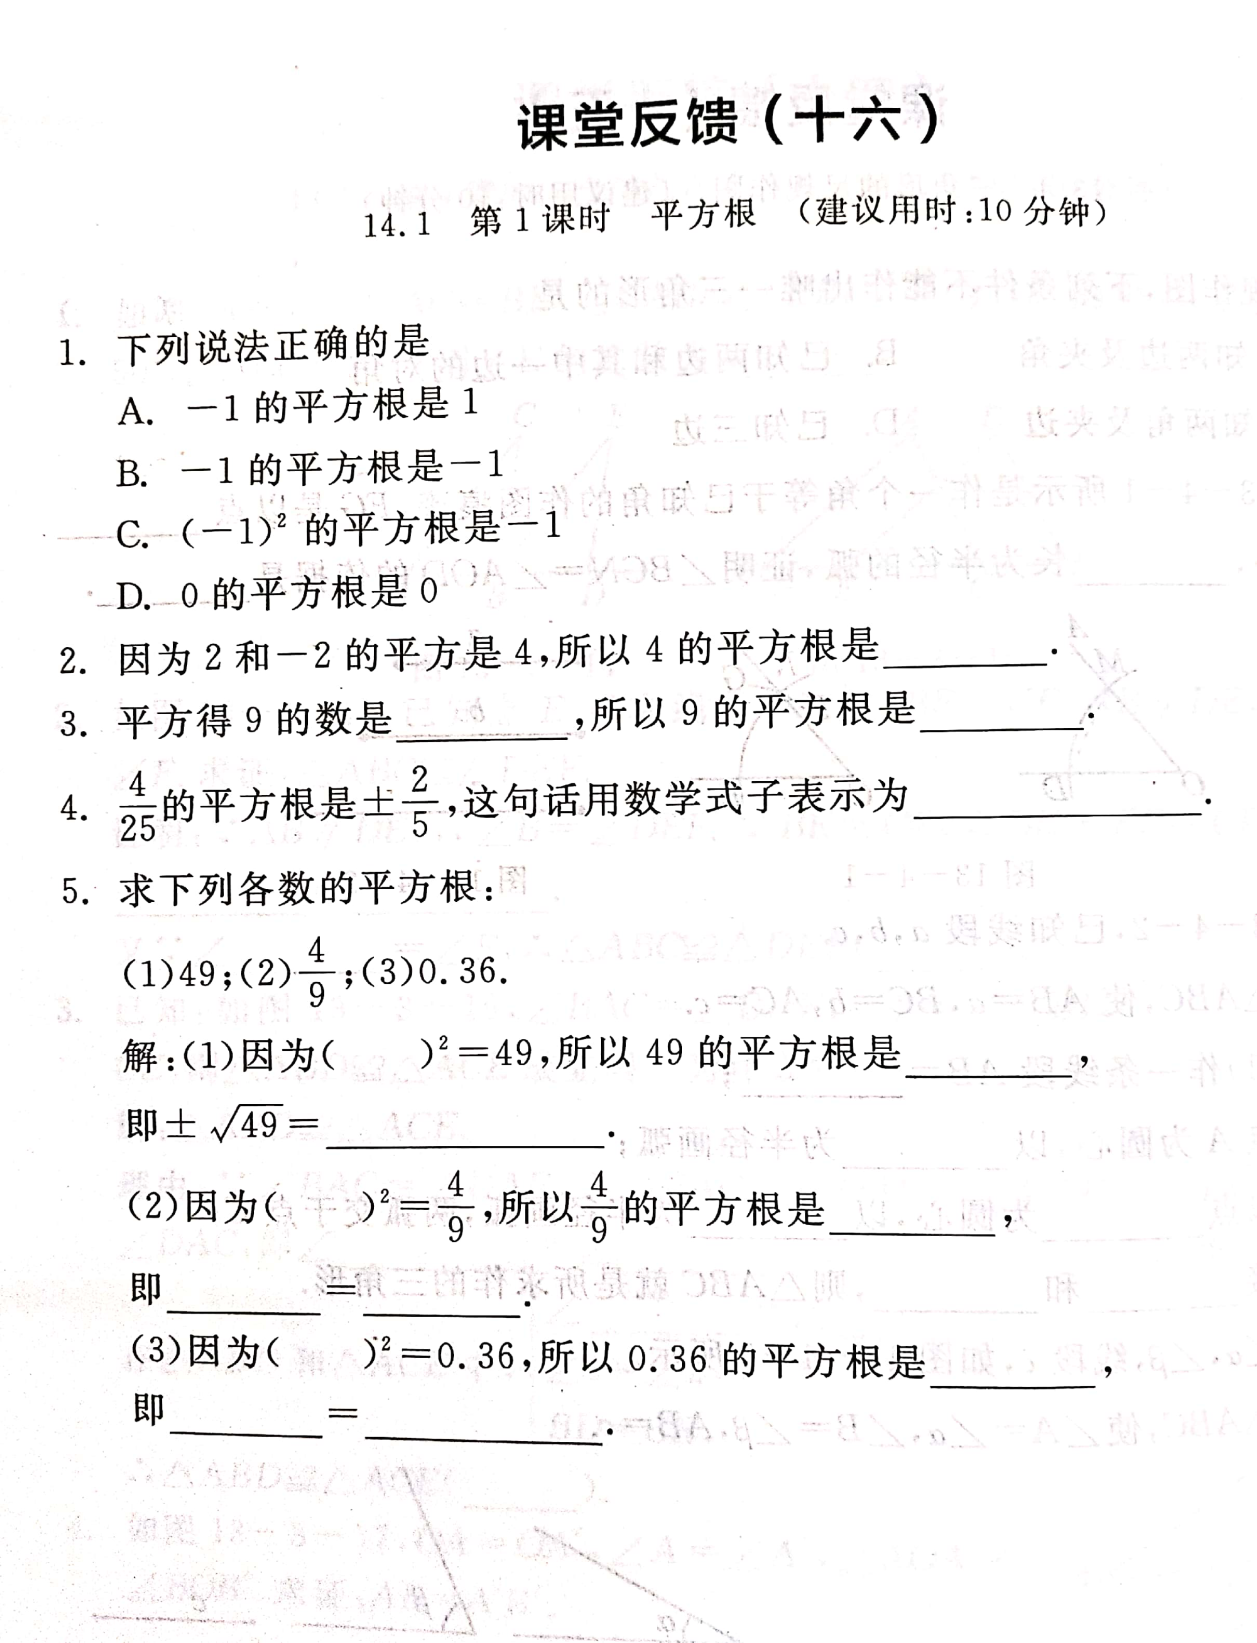 课堂反馈(十六)
14.1 第1课时 平方根 (建议用时:10分钟)
1. 下列说法正确的是
A. －1的平方根是1
B. －1的平方根是－1
C. (－1)²的平方根是－1
D. 0的平方根是0
2. 因为2和－2的平方是4,所以4的平方根是________.
3. 平方得9的数是________,所以9的平方根是________.
4. 4/25的平方根是±2/5,这句话用数学式子表示为______________.
5. 求下列各数的平方根:
(1)49;(2)4/9;(3)0.36.
解:(1)因为(  )²=49,所以49的平方根是________,
即±√49=______________.
(2)因为(  )²=4/9,所以4/9的平方根是________,
即________=________.
(3)因为(  )²=0.36,所以0.36的平方根是________,
即________=____________.